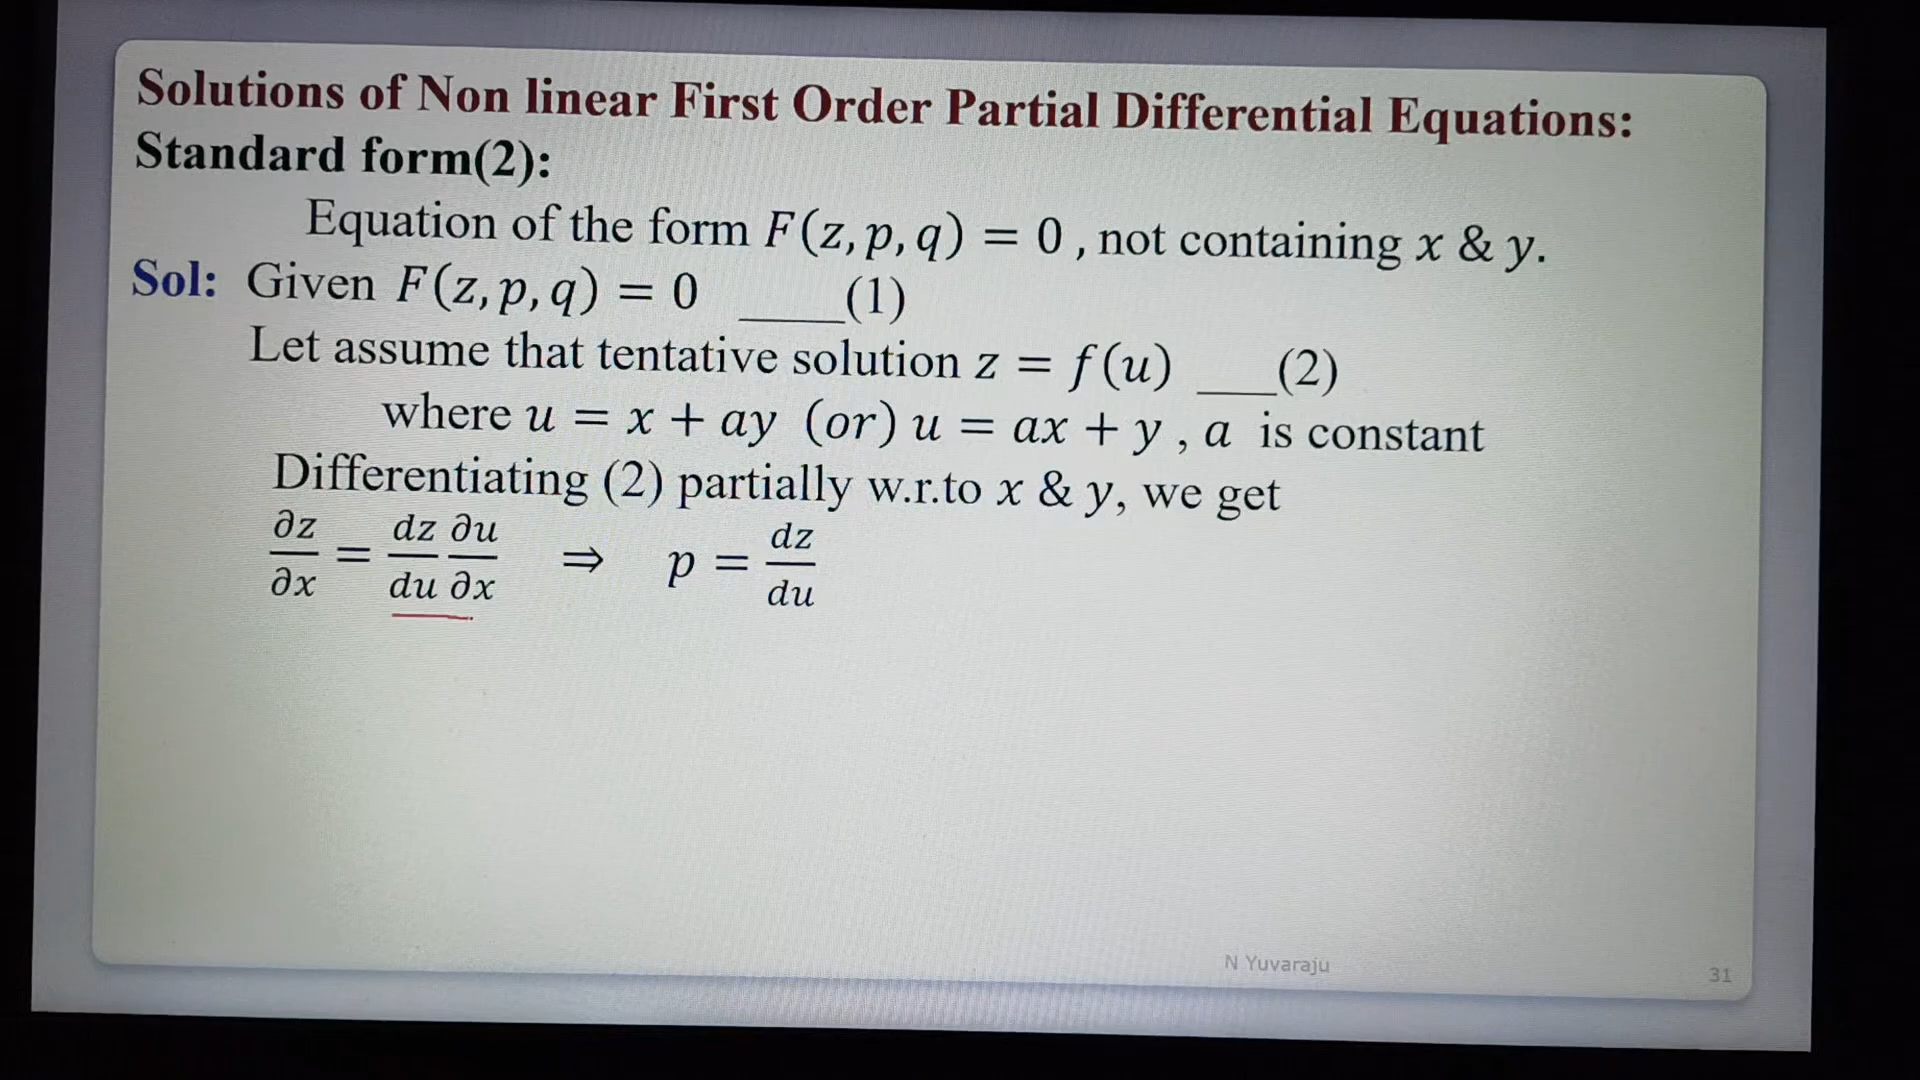 Solutions of Non linear First Order Partial Differential Equations:
Standard form(2):
Equation of the form F(z, p, q) = 0 , not containing x & y.
Sol: Given F(z, p, q) = 0 ____(1)
Let assume that tentative solution z = f(u) ___(2)
where u = x + ay (or) u = ax + y , a is constant
Differentiating (2) partially w.r.to x & y, we get
∂z/∂x = dz/du ∂u/∂x ⇒ p = dz/du
N Yuvaraju
31